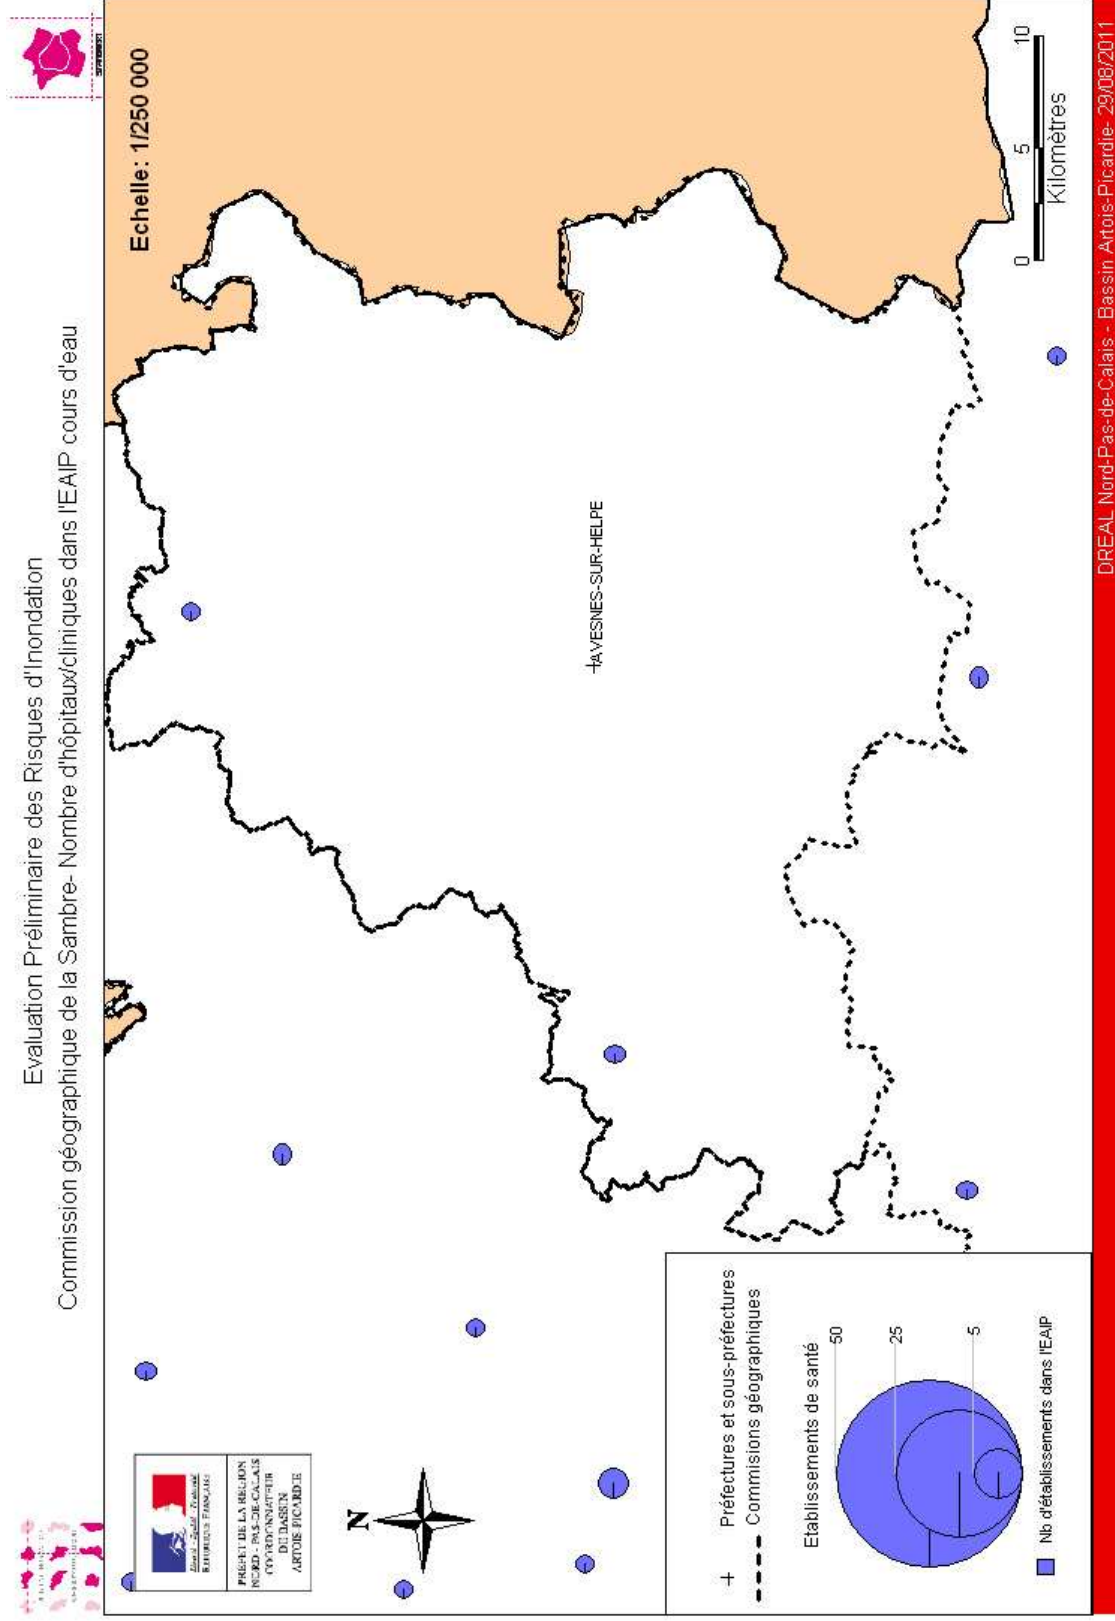 Evaluation Préliminaire des Risques d'Inondation
Commission géographique de la Sambre- Nombre d'hôpitaux/cliniques dans l'EAIP cours d'eau
Echelle: 1/250 000
PREFET DE LA REGION
NORD - PAS-DE-CALAIS
COORDONNATEUR
DU BASSIN
ARTOIS-PICARDIE
N
AVESNES-SUR-HELPE
Préfectures et sous-préfectures
Commisions géographiques
Etablissements de santé
50
25
5
Nb d'établissements dans l'EAIP
0 5 10
Kilomètres
DREAL Nord-Pas-de-Calais - Bassin Artois-Picardie- 29/08/2011